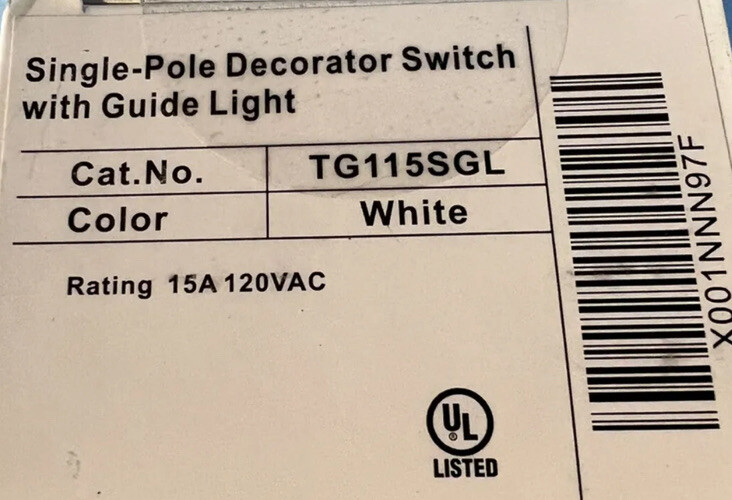 Single-Pole Decorator Switch
with Guide Light
Cat.No. TG115SGL
Color White
Rating 15A 120VAC
UL
®
LISTED
X001NNN97F